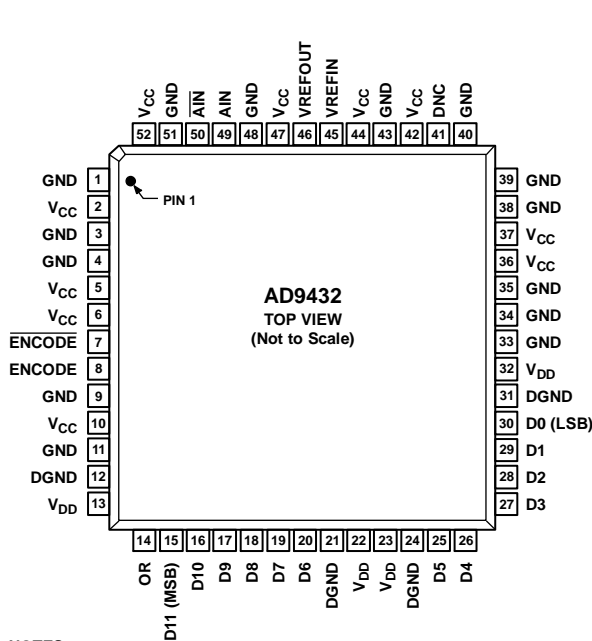 VCC GND AIN AIN GND VCC VREFOUT VREFIN VCC GND VCC DNC GND
52 51 50 49 48 47 46 45 44 43 42 41 40
GND 1
VCC 2
GND 3
GND 4
VCC 5
VCC 6
ENCODE 7
ENCODE 8
GND 9
VCC 10
GND 11
DGND 12
VDD 13
PIN 1
AD9432
TOP VIEW
(Not to Scale)
39 GND
38 GND
37 VCC
36 VCC
35 GND
34 GND
33 GND
32 VDD
31 DGND
30 D0 (LSB)
29 D1
28 D2
27 D3
14 15 16 17 18 19 20 21 22 23 24 25 26
OR D11 (MSB) D10 D9 D8 D7 D6 DGND VDD VDD DGND D5 D4